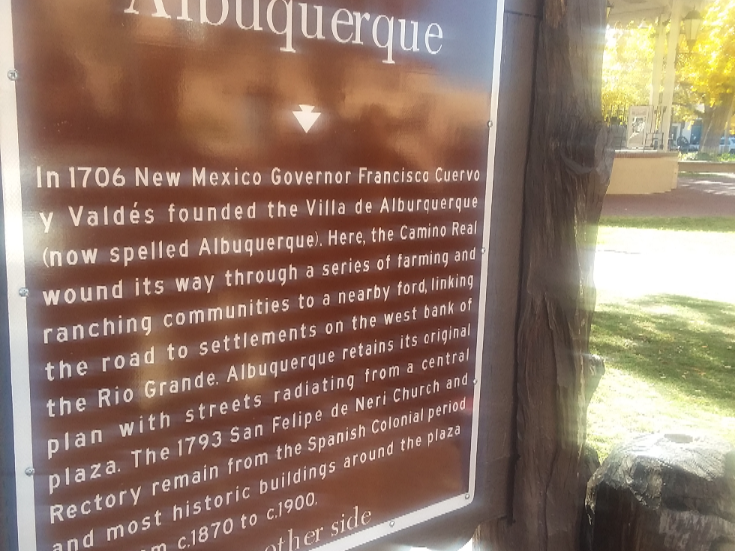 Albuquerque
In 1706 New Mexico Governor Francisco Cuervo
y Valdés founded the Villa de Alburquerque
(now spelled Albuquerque). Here, the Camino Real
wound its way through a series of farming and
ranching communities to a nearby ford, linking
the road to settlements on the west bank of
the Rio Grande. Albuquerque retains its original
plan with streets radiating from a central
plaza. The 1793 San Felipe de Neri Church and
Rectory remain from the Spanish Colonial period
and most historic buildings around the plaza
c.1870 to c.1900.
other side